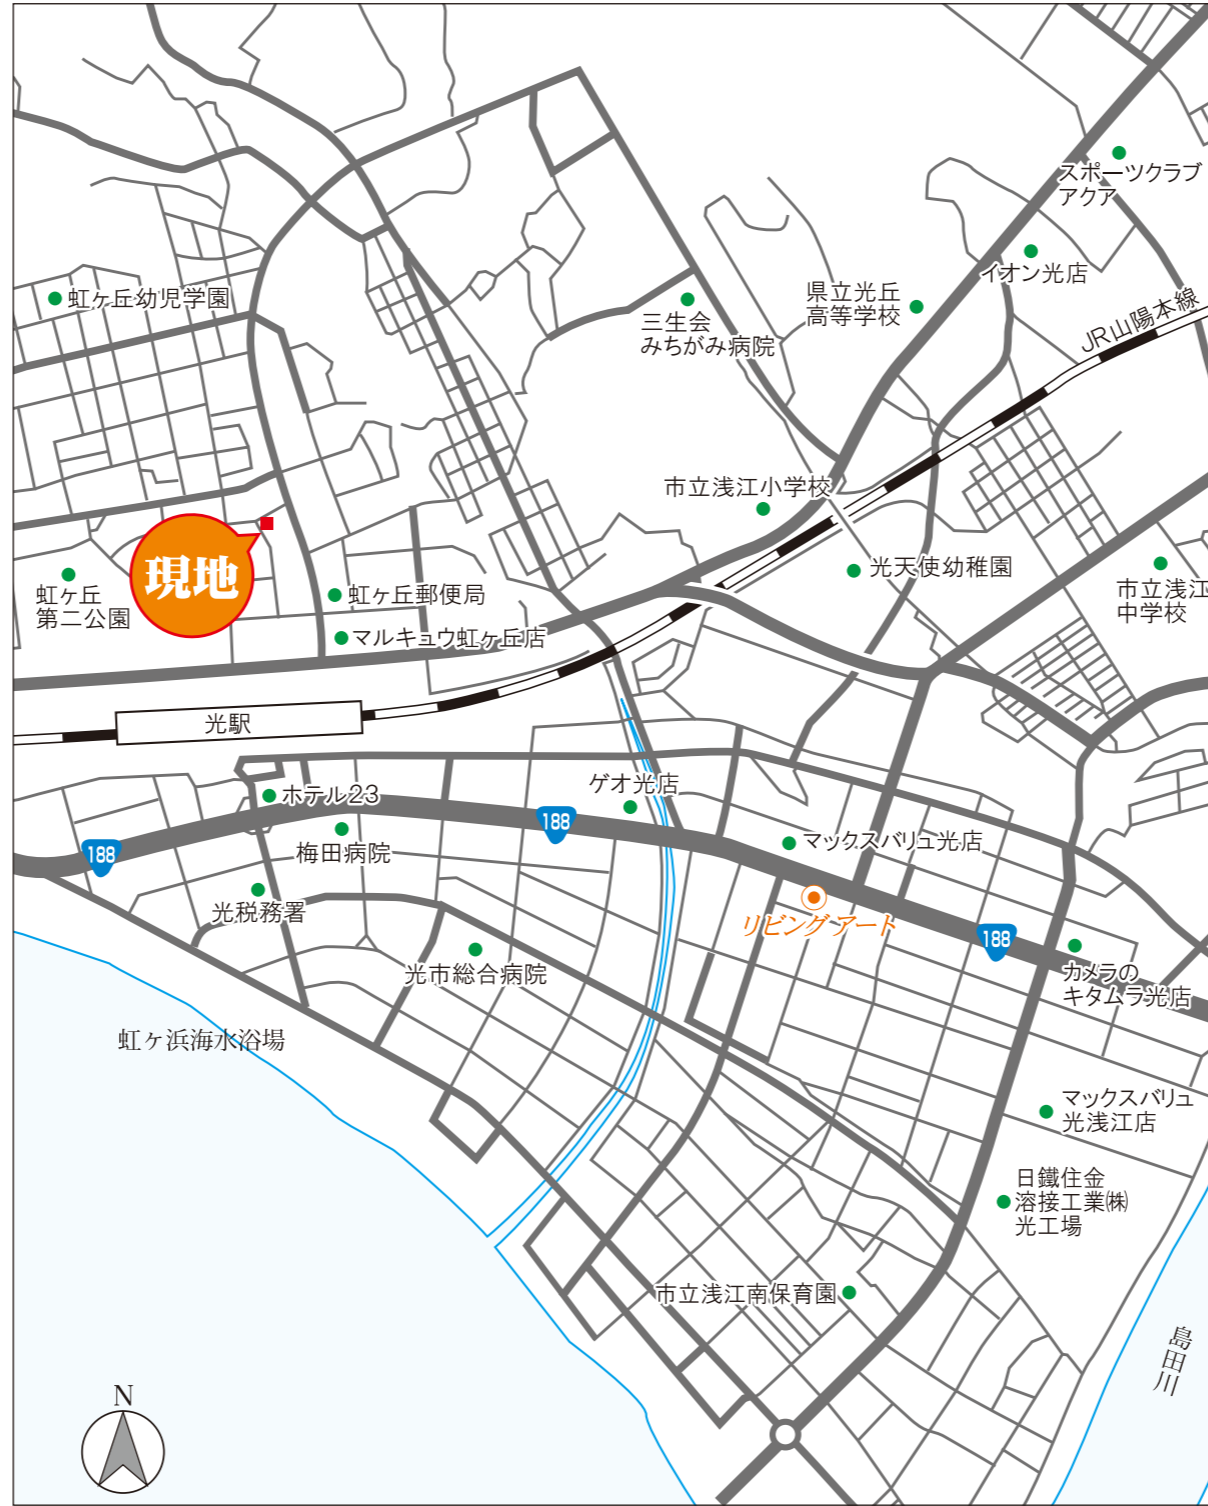 スポーツクラブ
アクア
イオン光店
虹ヶ丘幼児学園
県立光丘
高等学校
三生会
みちがみ病院
JR山陽本線
市立浅江小学校
現地
虹ヶ丘
第二公園
虹ヶ丘郵便局
マルキュウ虹ヶ丘店
光天使幼稚園
市立浅江
中学校
光駅
ホテル23
ゲオ光店
188
188
梅田病院
マックスバリュ光店
光税務署
リビングアート
188
光市総合病院
カメラの
キタムラ光店
虹ヶ浜海水浴場
マックスバリュ
光浅江店
日鐵住金
溶接工業㈱
光工場
市立浅江南保育園
島田川
N